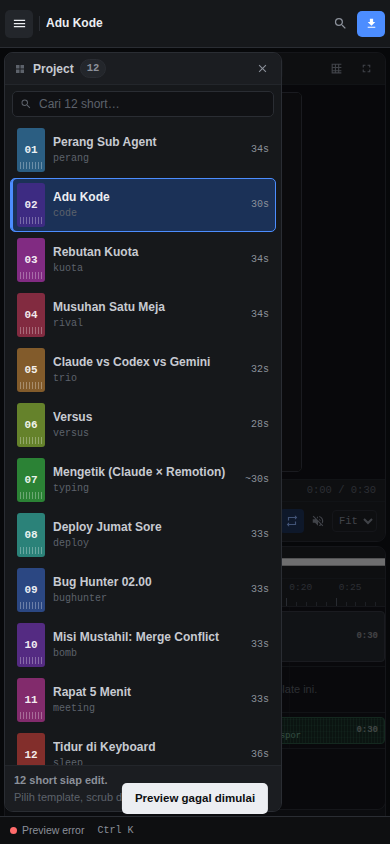 Adu Kode
Project 12
Cari 12 short…
01 Perang Sub Agent 34s
perang
02 Adu Kode 30s
code
03 Rebutan Kuota 34s
kuota
04 Musuhan Satu Meja 34s
rival
05 Claude vs Codex vs Gemini 32s
trio
06 Versus 28s
versus
07 Mengetik (Claude × Remotion) ~30s
typing
08 Deploy Jumat Sore 33s
deploy
09 Bug Hunter 02.00 33s
bughunter
10 Misi Mustahil: Merge Conflict 33s
bomb
11 Rapat 5 Menit 33s
meeting
12 Tidur di Keyboard 36s
sleep
12 short siap edit.
Pilih template, scrub d
0:00 / 0:30
Fit
0:20 0:25
0:30
late ini.
0:30
spor
Preview gagal dimulai
Preview error Ctrl K